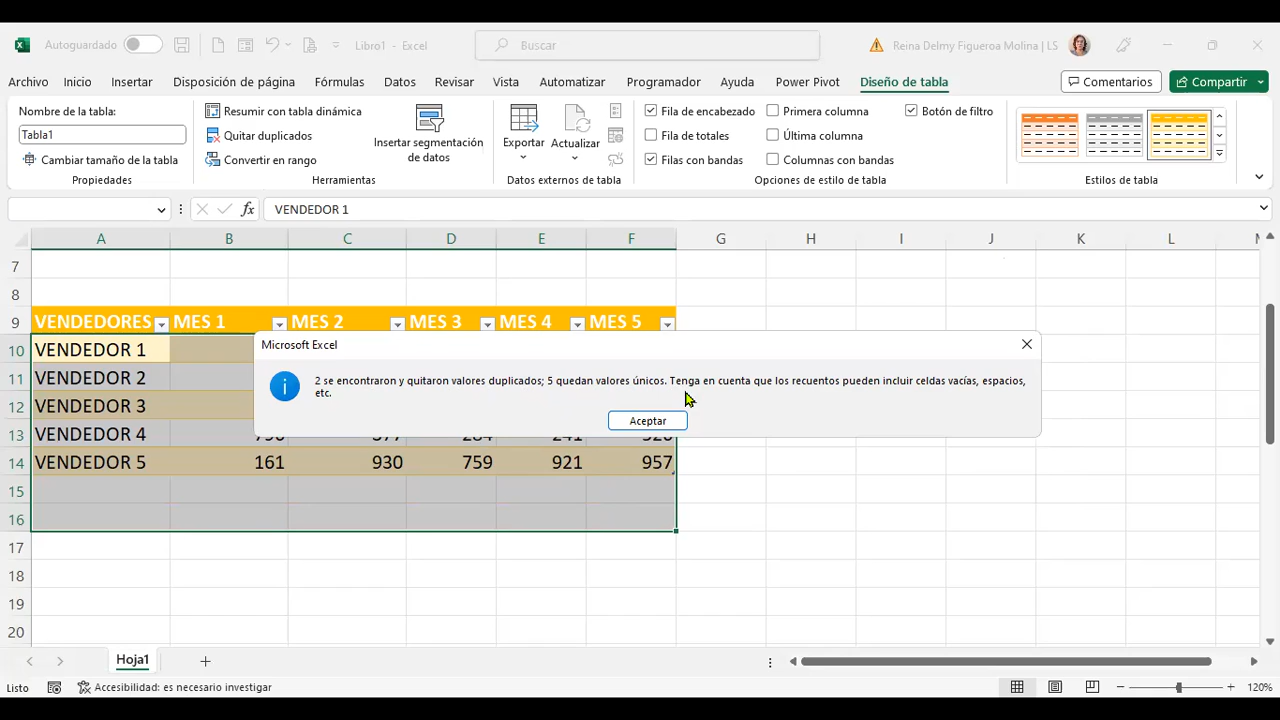 Autoguardado
Libro1 - Excel
Buscar
Reina Delmy Figueroa Molina | LS
Archivo Inicio Insertar Disposición de página Fórmulas Datos Revisar Vista Automatizar Programador Ayuda Power Pivot Diseño de tabla Comentarios Compartir
Nombre de la tabla:
Tabla1
Cambiar tamaño de la tabla
Propiedades
Resumir con tabla dinámica
Quitar duplicados
Convertir en rango
Herramientas
Insertar segmentación
de datos
Exportar
Actualizar
Datos externos de tabla
Fila de encabezado Primera columna Botón de filtro
Fila de totales Última columna
Filas con bandas Columnas con bandas
Opciones de estilo de tabla
Estilos de tabla
fx VENDEDOR 1
A B C D E F G H I J K L
7
8
9 VENDEDORES MES 1 MES 2 MES 3 MES 4 MES 5
10 VENDEDOR 1
11 VENDEDOR 2
12 VENDEDOR 3
13 VENDEDOR 4
14 VENDEDOR 5 161 930 759 921 957
15
16
17
18
19
20
Microsoft Excel
2 se encontraron y quitaron valores duplicados; 5 quedan valores únicos. Tenga en cuenta que los recuentos pueden incluir celdas vacías, espacios,
etc.
Aceptar
Hoja1
Listo
Accesibilidad: es necesario investigar
120%